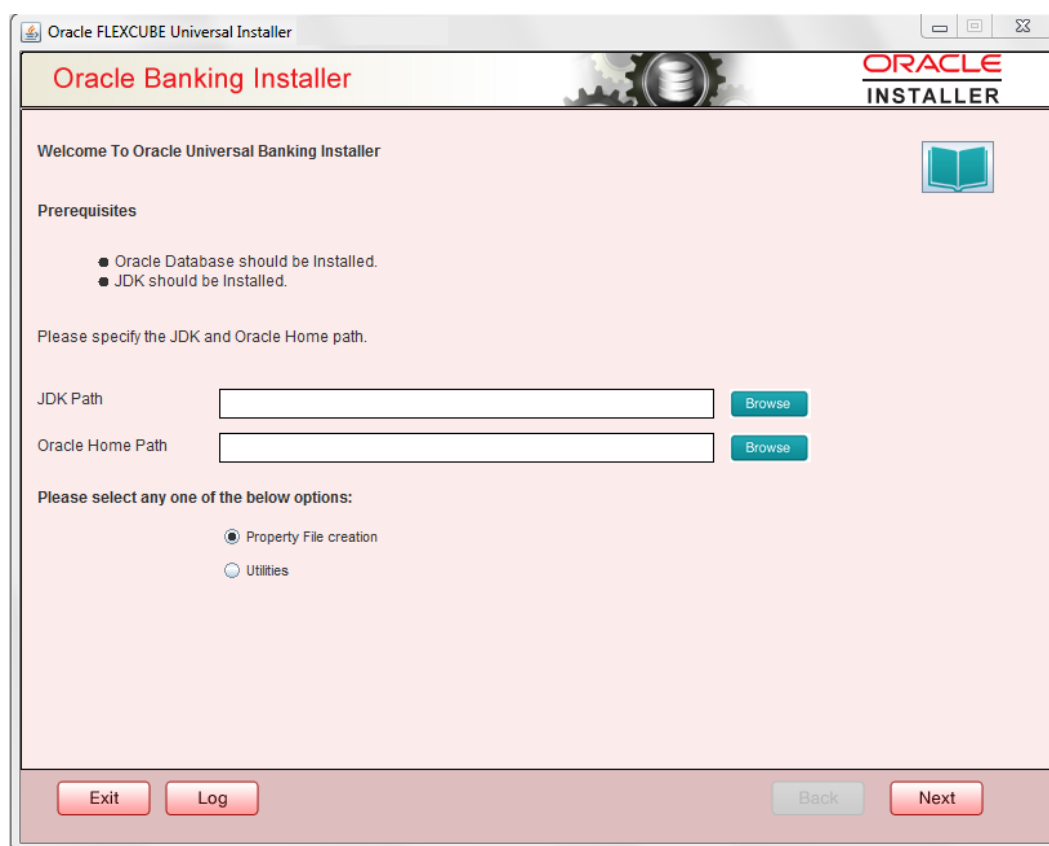 Oracle FLEXCUBE Universal Installer
Oracle Banking Installer
ORACLE
INSTALLER
Welcome To Oracle Universal Banking Installer
Prerequisites
Oracle Database should be Installed.
JDK should be Installed.
Please specify the JDK and Oracle Home path.
JDK Path
Browse
Oracle Home Path
Browse
Please select any one of the below options:
Property File creation
Utilities
Exit
Log
Back
Next